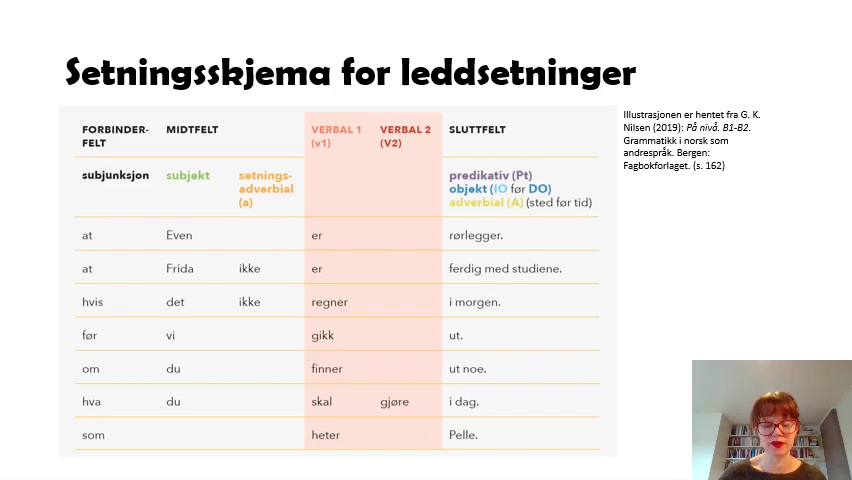 Setningsskjema for leddsetninger
Illustrasjonen er hentet fra G. K.
Nilsen (2019): På nivå. B1-B2.
Grammatikk i norsk som
andrespråk. Bergen:
Fagbokforlaget. (s. 162)
FORBINDER-FELT MIDTFELT VERBAL 1 (v1) VERBAL 2 (V2) SLUTTFELT
subjunksjon subjekt setnings-adverbial (a) predikativ (Pt)
objekt (IO før DO)
adverbial (A) (sted før tid)
at Even er rørlegger.
at Frida ikke er ferdig med studiene.
hvis det ikke regner i morgen.
før vi gikk ut.
om du finner ut noe.
hva du skal gjøre i dag.
som heter Pelle.